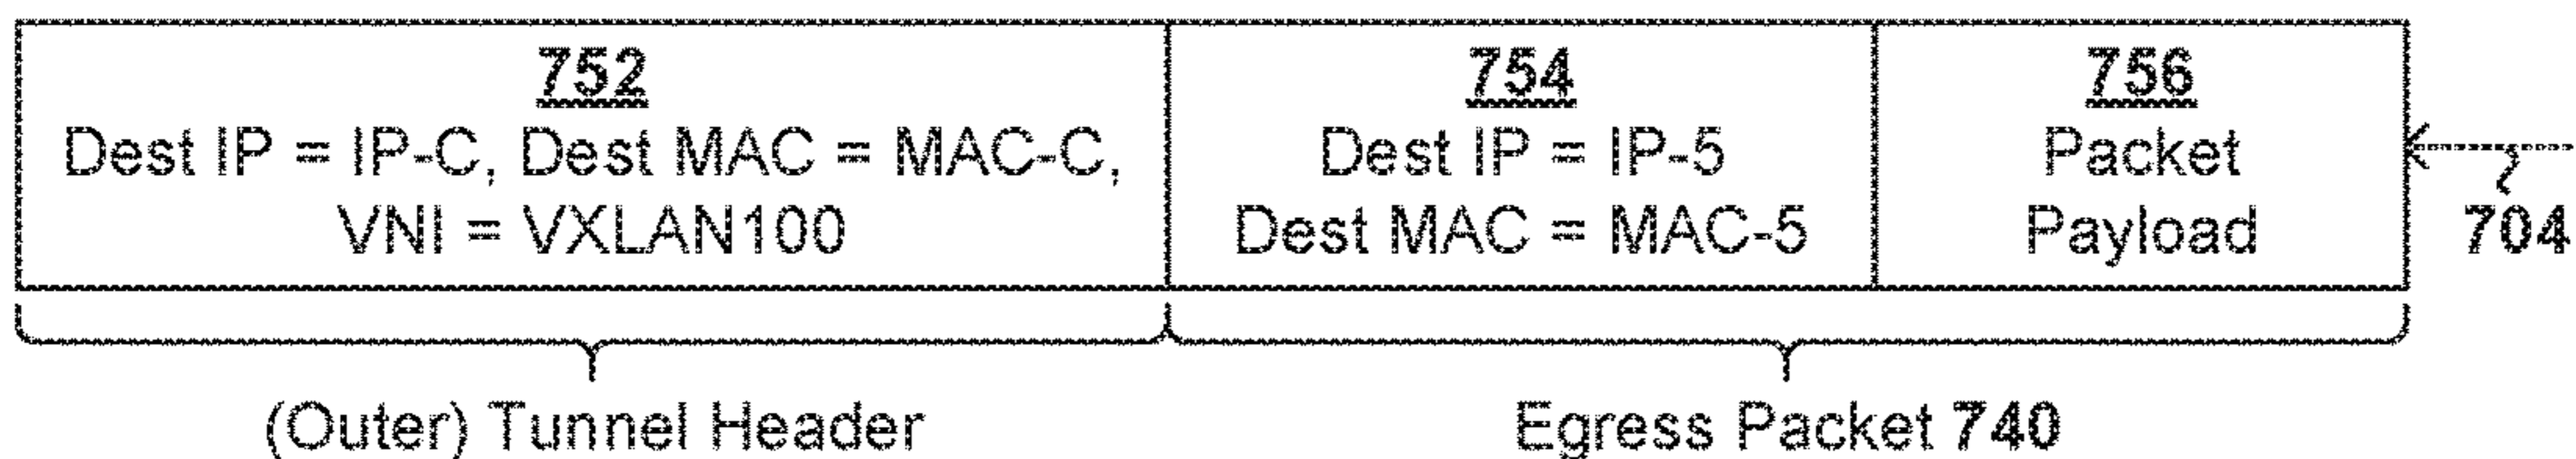 752 754 756
Dest IP = IP-C, Dest MAC = MAC-C, Dest IP = IP-5 Packet
VNI = VXLAN100 Dest MAC = MAC-5 Payload 704
(Outer) Tunnel Header Egress Packet 740